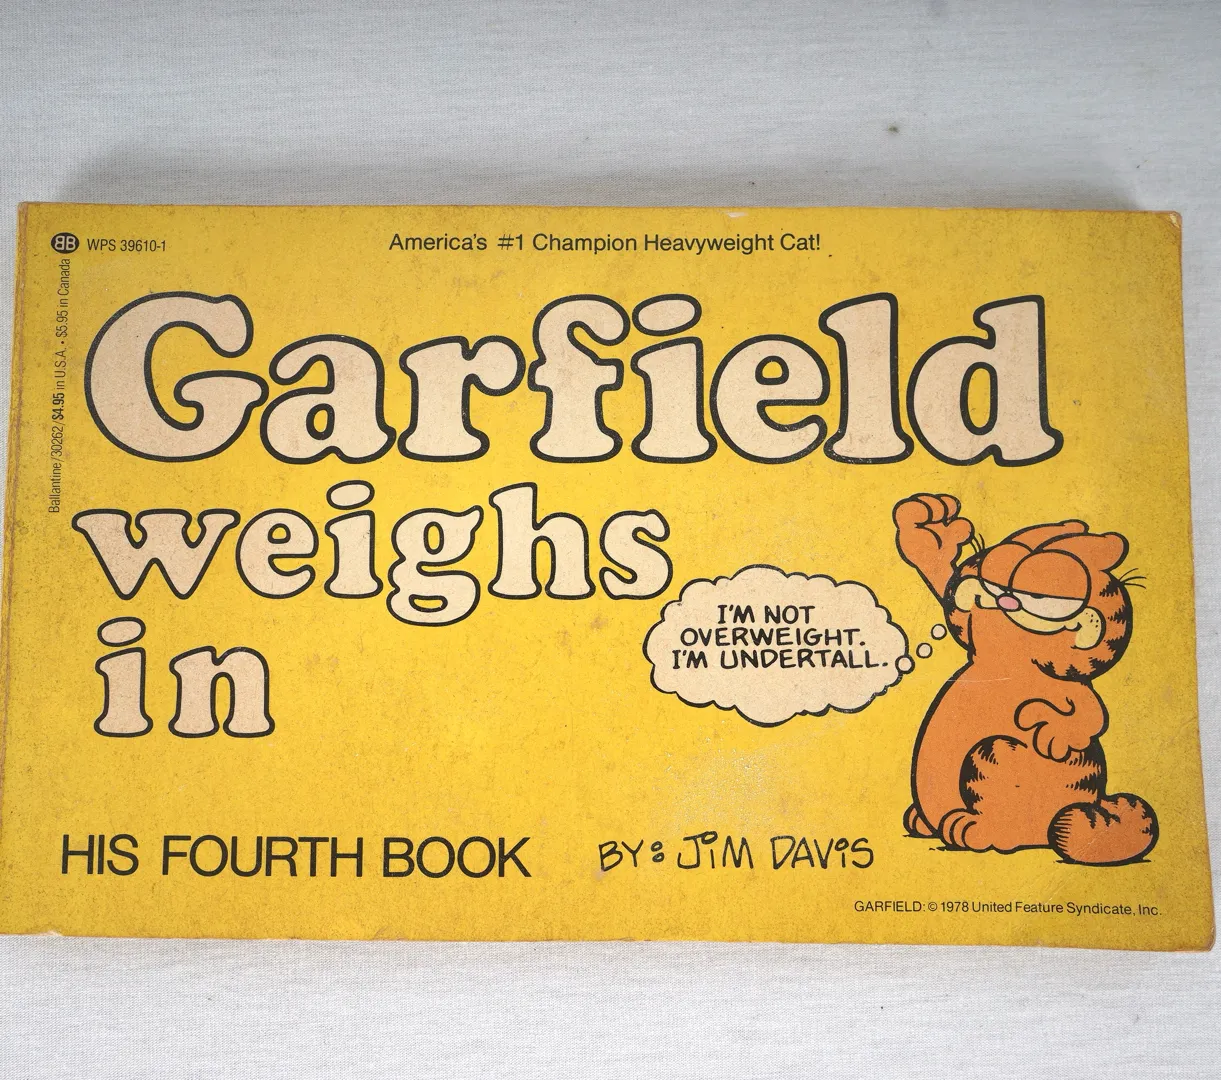 BB WPS 39610-1
America's #1 Champion Heavyweight Cat!
Ballantine/30262/$4.95 in U.S.A. • $5.95 in Canada
Garfield
weighs
in
I'M NOT
OVERWEIGHT.
I'M UNDERTALL.
HIS FOURTH BOOK
BY: JiM DAViS
GARFIELD: © 1978 United Feature Syndicate, Inc.